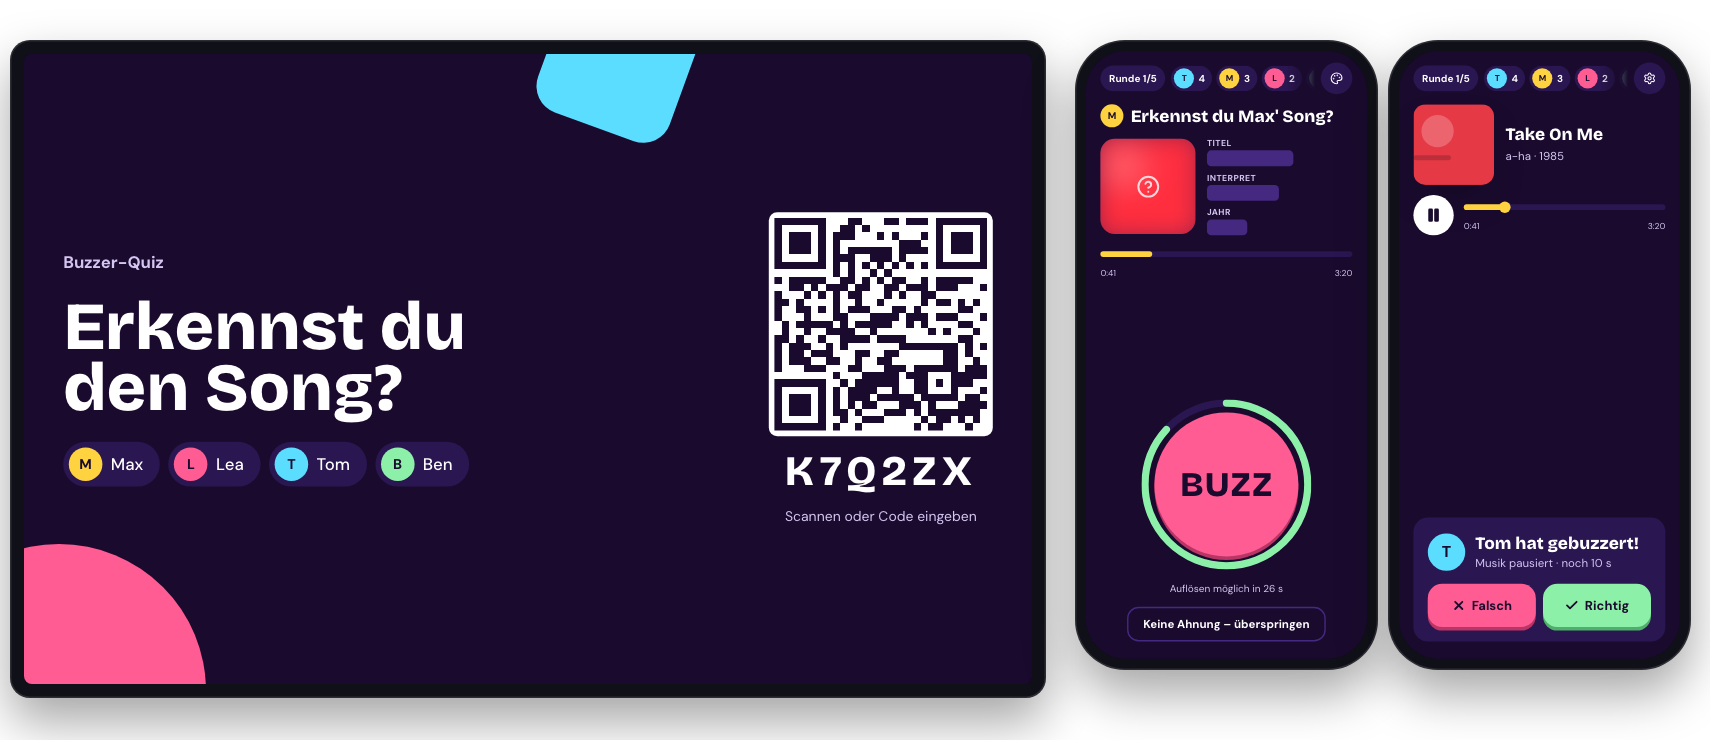 Buzzer-Quiz
Erkennst du
den Song?
M Max L Lea T Tom B Ben
K7Q2ZX
Scannen oder Code eingeben
Runde 1/5 T 4 M 3 L 2
M Erkennst du Max' Song?
TITEL
INTERPRET
JAHR
0:41 3:20
BUZZ
Auflösen möglich in 26 s
Keine Ahnung – überspringen
Runde 1/5 T 4 M 3 L 2
Take On Me
a-ha · 1985
0:41 3:20
T Tom hat gebuzzert!
Musik pausiert · noch 10 s
Falsch Richtig